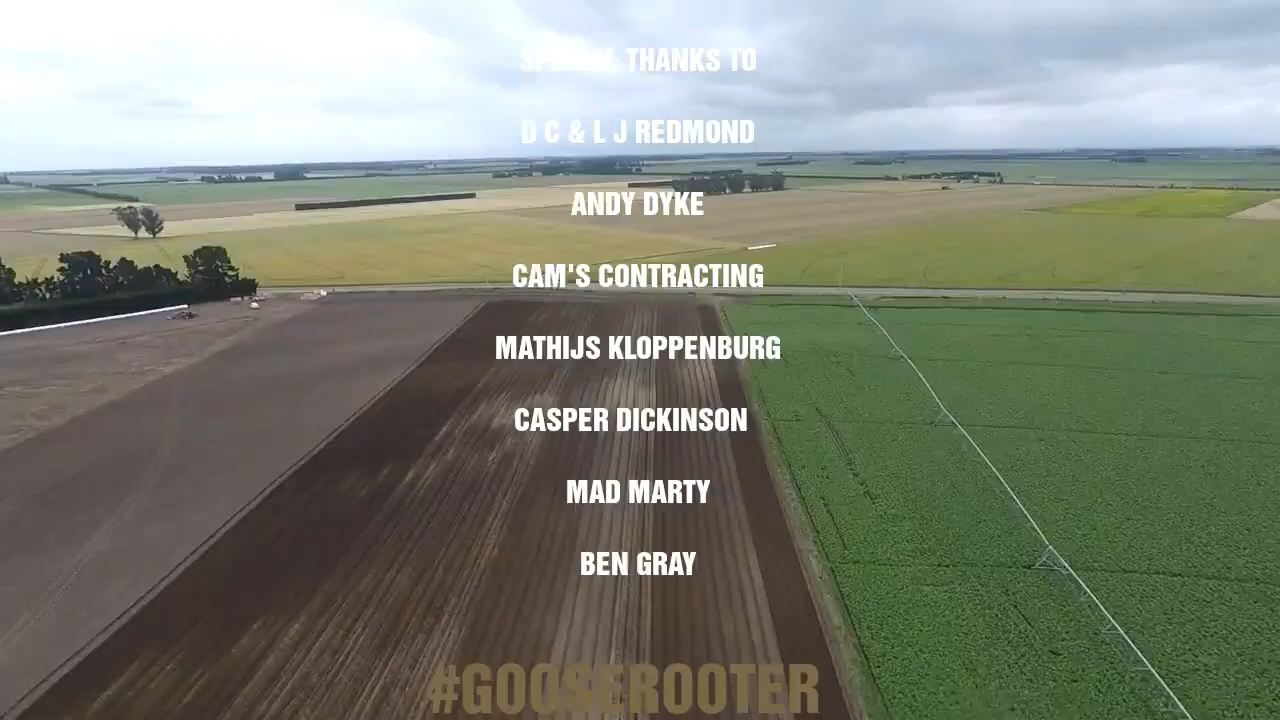 SPECIAL THANKS TO
D C & L J REDMOND
ANDY DYKE
CAM'S CONTRACTING
MATHIJS KLOPPENBURG
CASPER DICKINSON
MAD MARTY
BEN GRAY
#GOOSEROOTER